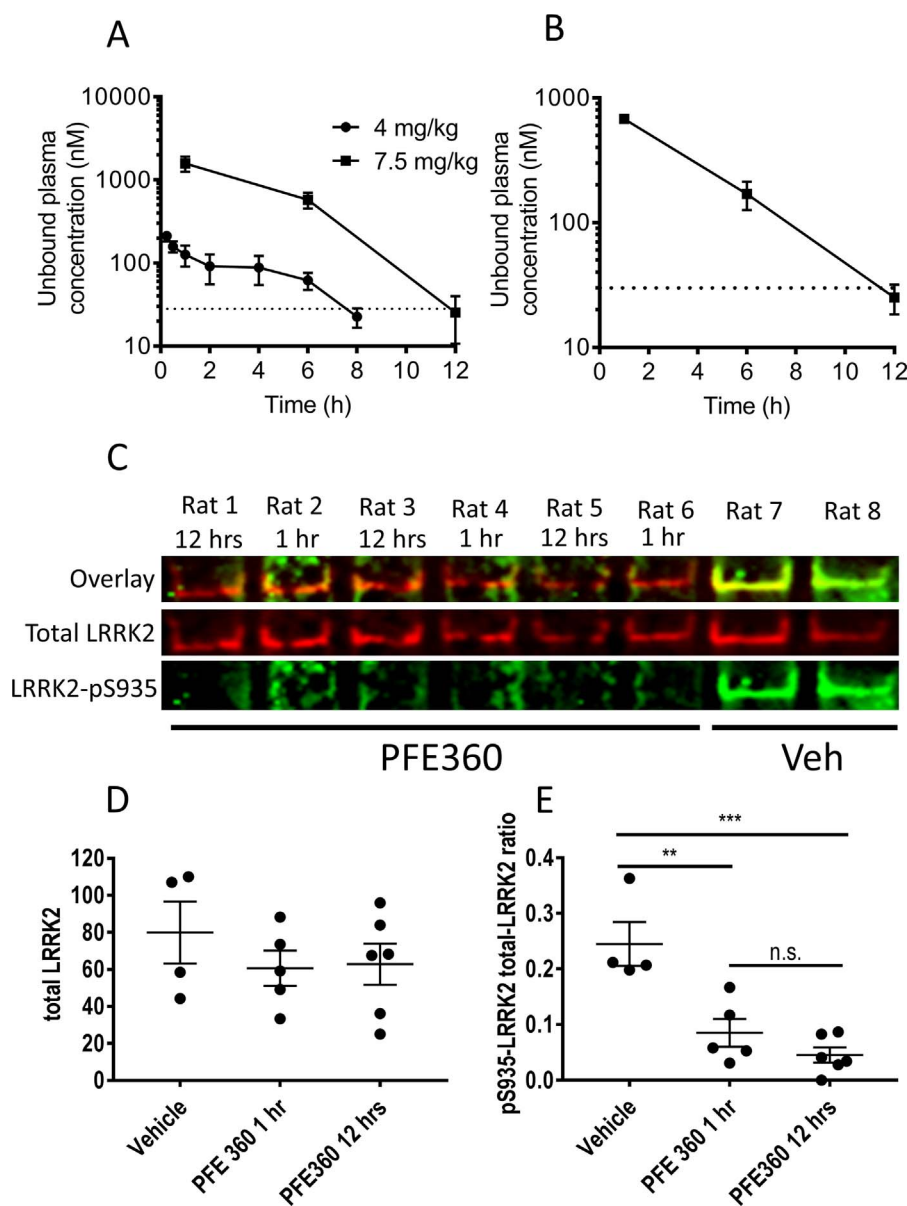 A
Unbound plasma
concentration (nM)
10000
1000
100
10
0 2 4 6 8 10 12
Time (h)
4 mg/kg
7.5 mg/kg
B
Unbound plasma
concentration (nM)
1000
100
10
0 2 4 6 8 10 12
Time (h)
C
Rat 1 Rat 2 Rat 3 Rat 4 Rat 5 Rat 6 Rat 7 Rat 8
12 hrs 1 hr 12 hrs 1 hr 12 hrs 1 hr
Overlay
Total LRRK2
LRRK2-pS935
PFE360 Veh
D
total LRRK2
120
100
80
60
40
20
0
Vehicle
PFE 360 1 hr
PFE360 12 hrs
E
pS935-LRRK2 total-LRRK2 ratio
0.4
0.3
0.2
0.1
0.0
***
**
n.s.
Vehicle
PFE 360 1 hr
PFE360 12 hrs